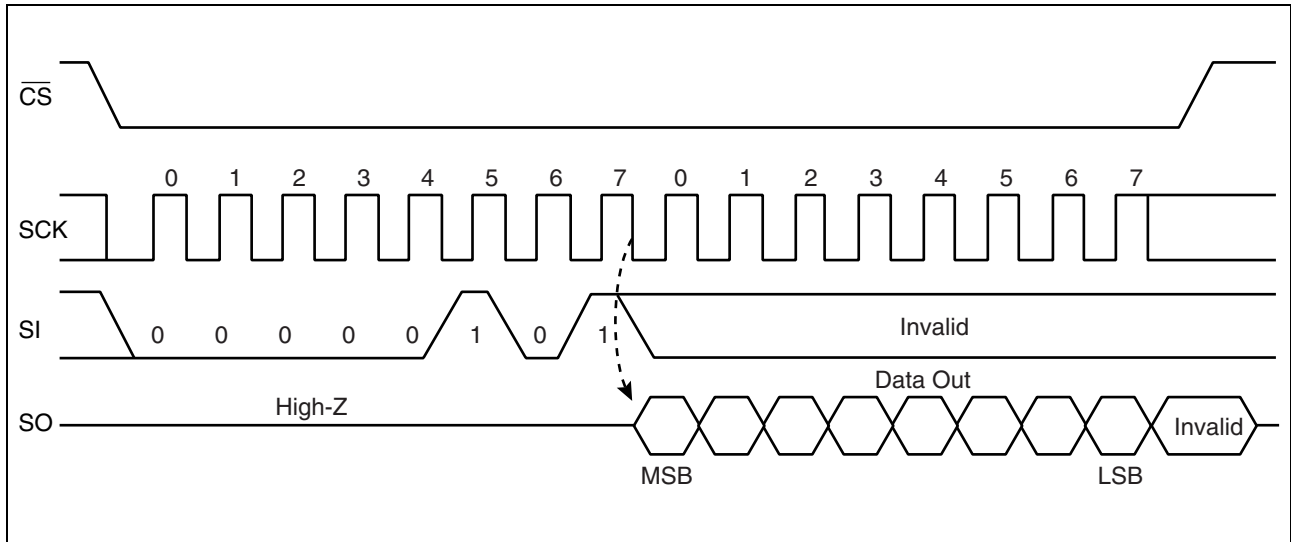 C̅S̅
0 1 2 3 4 5 6 7 0 1 2 3 4 5 6 7
SCK
SI
0 0 0 0 0 1 0 1
Invalid
Data Out
High-Z
SO
Invalid
MSB
LSB